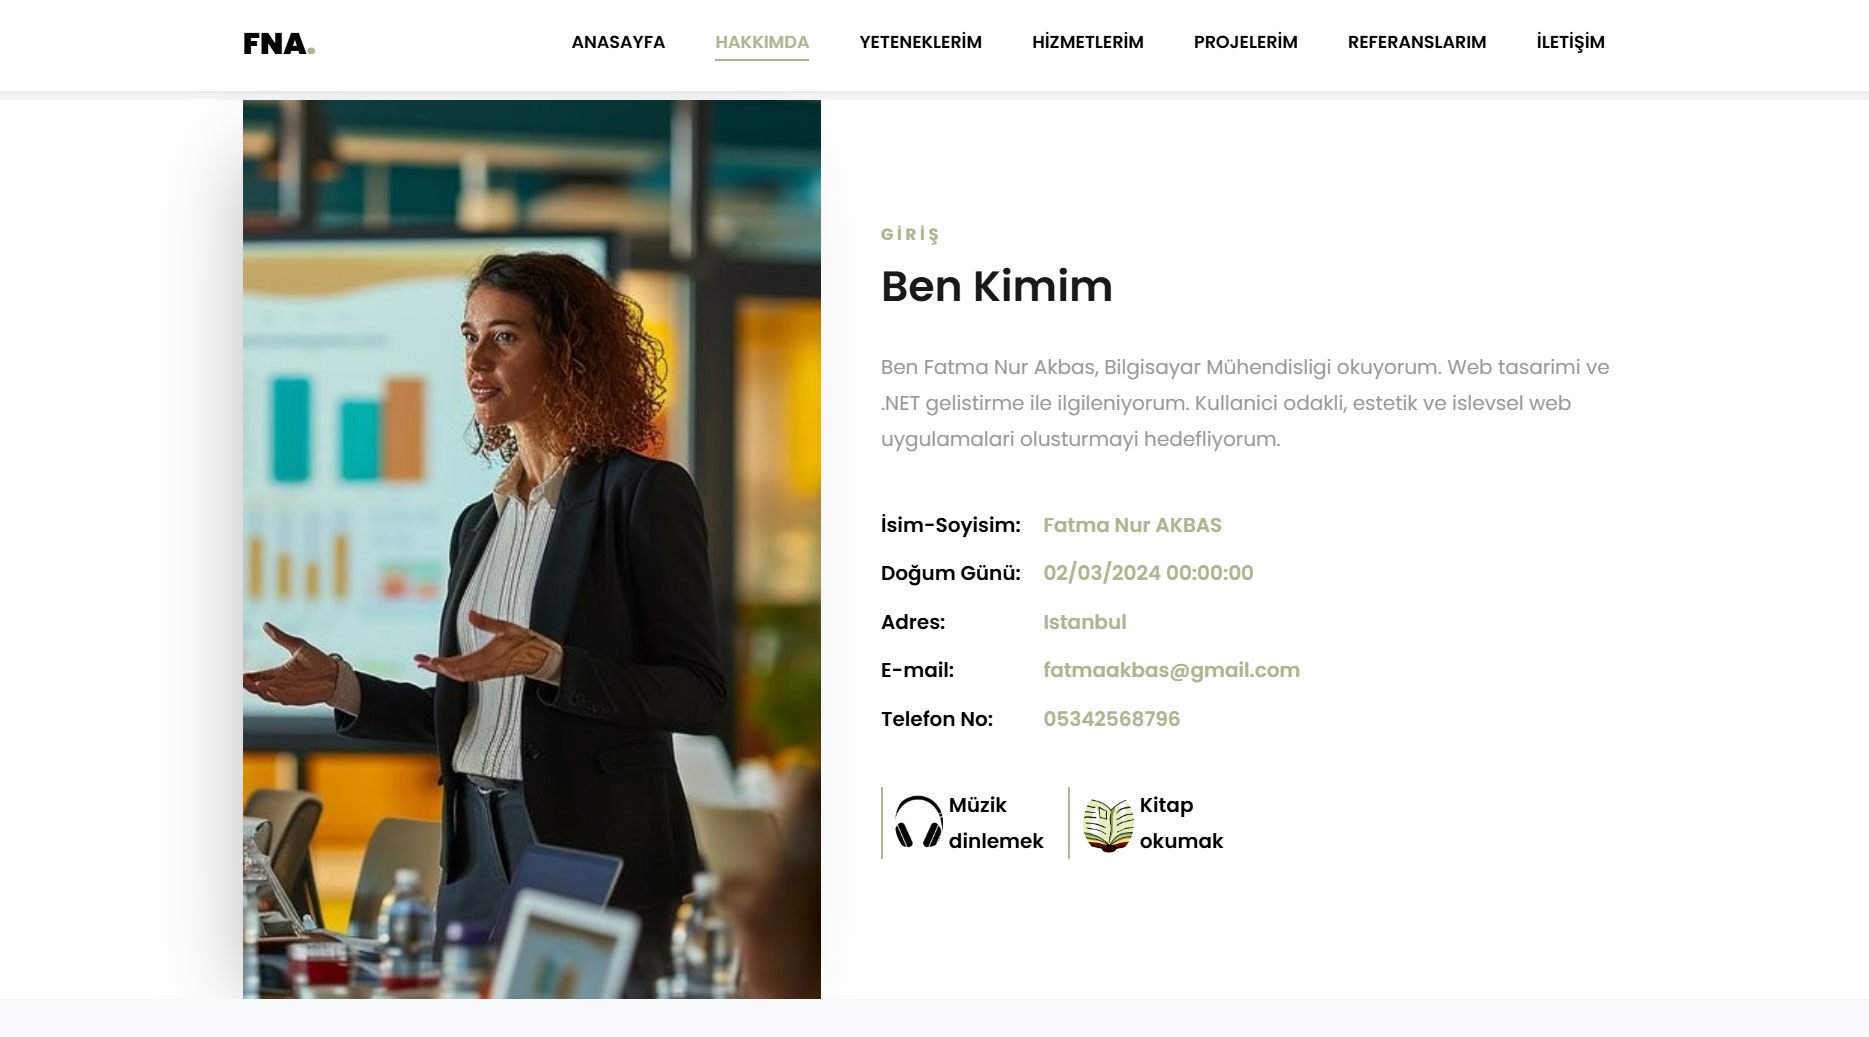 FNA.
ANASAYFA
HAKKIMDA
YETENEKLERİM
HİZMETLERİM
PROJELERİM
REFERANSLARIM
İLETİŞİM
GİRİŞ
Ben Kimim
Ben Fatma Nur Akbas, Bilgisayar Mühendisligi okuyorum. Web tasarimi ve
.NET gelistirme ile ilgileniyorum. Kullanici odakli, estetik ve islevsel web
uygulamalari olusturmayi hedefliyorum.
İsim-Soyisim: Fatma Nur AKBAS
Doğum Günü: 02/03/2024 00:00:00
Adres: Istanbul
E-mail: fatmaakbas@gmail.com
Telefon No: 05342568796
Müzik
dinlemek
Kitap
okumak